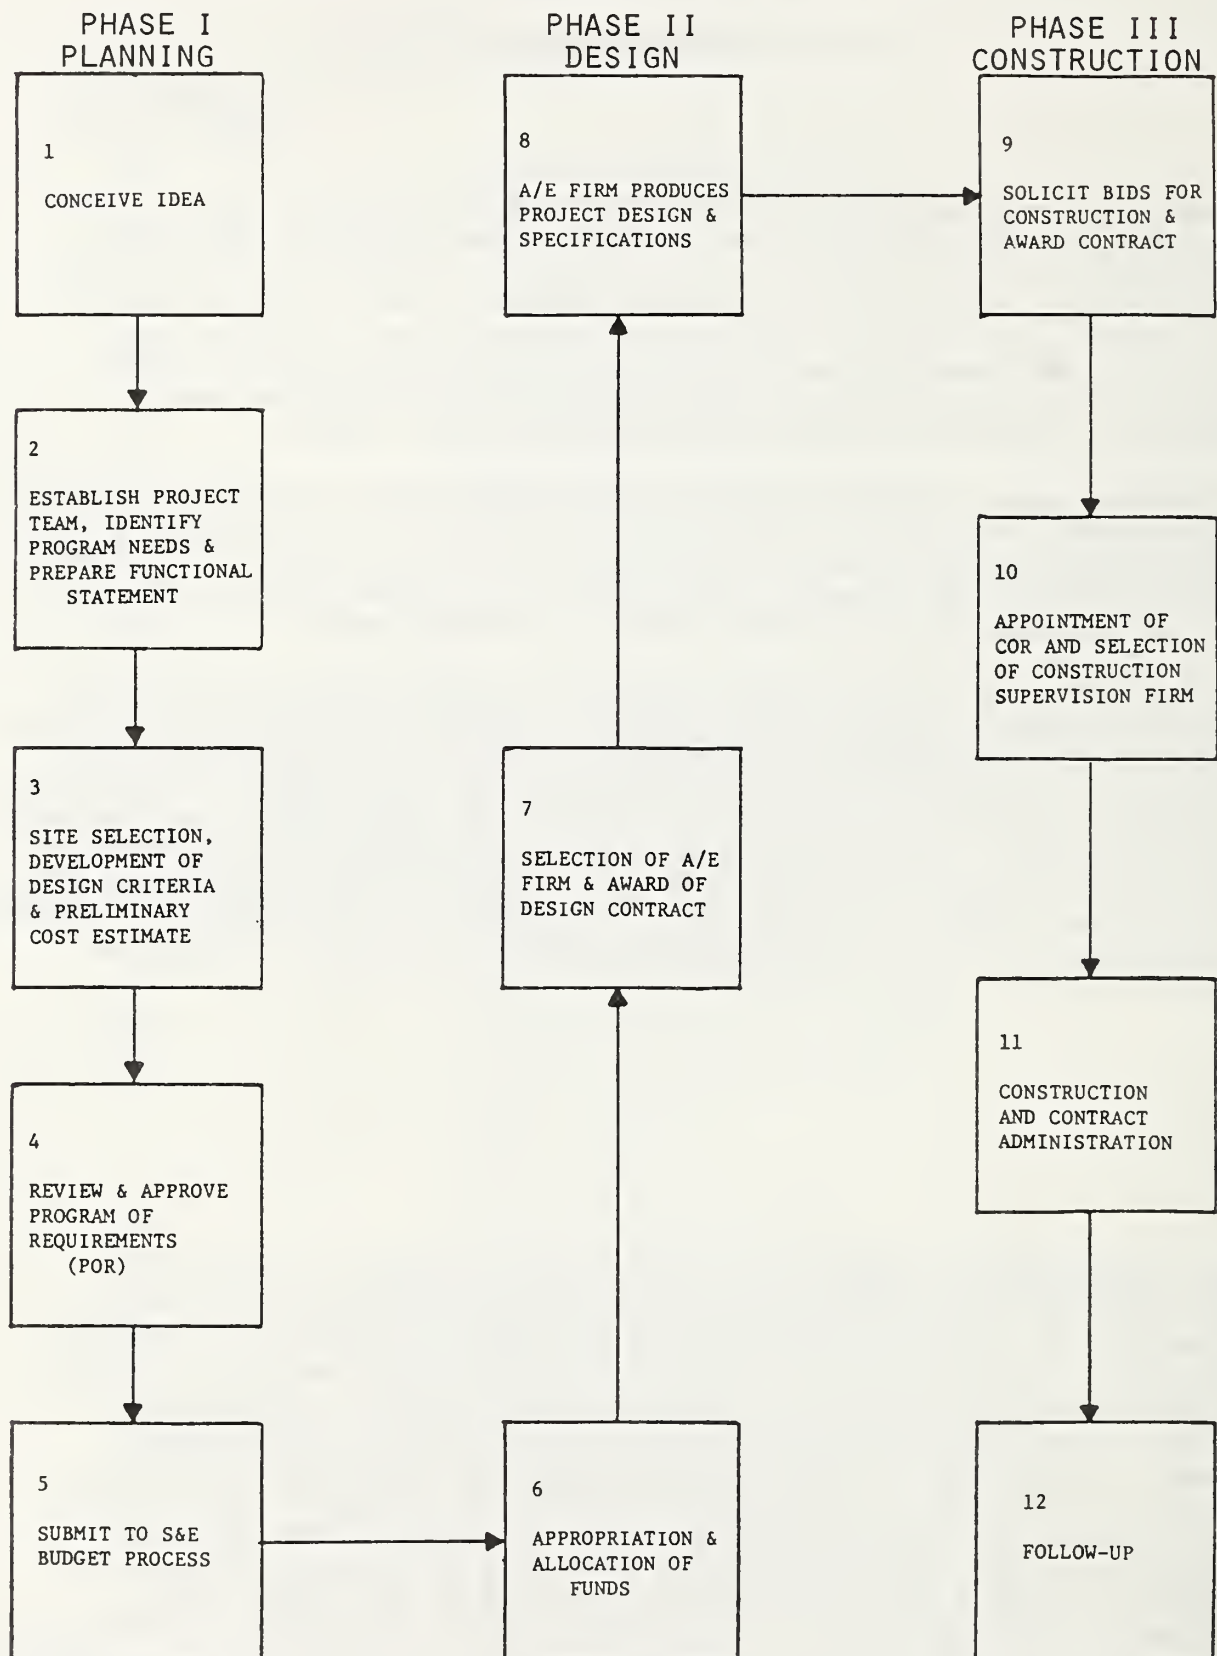 PHASE I
PLANNING
1
CONCEIVE IDEA
2
ESTABLISH PROJECT
TEAM, IDENTIFY
PROGRAM NEEDS &
PREPARE FUNCTIONAL
STATEMENT
3
SITE SELECTION,
DEVELOPMENT OF
DESIGN CRITERIA
& PRELIMINARY
COST ESTIMATE
4
REVIEW & APPROVE
PROGRAM OF
REQUIREMENTS
(POR)
5
SUBMIT TO S&E
BUDGET PROCESS
PHASE II
DESIGN
6
APPROPRIATION &
ALLOCATION OF
FUNDS
7
SELECTION OF A/E
FIRM & AWARD OF
DESIGN CONTRACT
8
A/E FIRM PRODUCES
PROJECT DESIGN &
SPECIFICATIONS
PHASE III
CONSTRUCTION
9
SOLICIT BIDS FOR
CONSTRUCTION &
AWARD CONTRACT
10
APPOINTMENT OF
COR AND SELECTION
OF CONSTRUCTION
SUPERVISION FIRM
11
CONSTRUCTION
AND CONTRACT
ADMINISTRATION
12
FOLLOW-UP